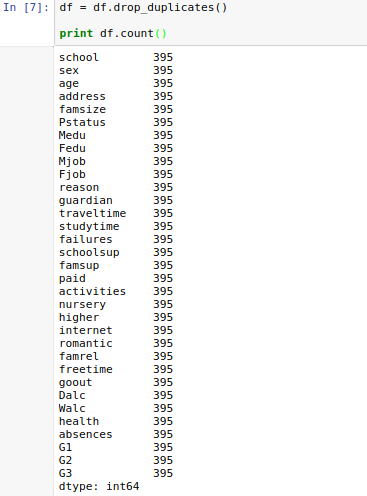 In [7]: df = df.drop_duplicates()
print df.count()
school 395
sex 395
age 395
address 395
famsize 395
Pstatus 395
Medu 395
Fedu 395
Mjob 395
Fjob 395
reason 395
guardian 395
traveltime 395
studytime 395
failures 395
schoolsup 395
famsup 395
paid 395
activities 395
nursery 395
higher 395
internet 395
romantic 395
famrel 395
freetime 395
goout 395
Dalc 395
Walc 395
health 395
absences 395
G1 395
G2 395
G3 395
dtype: int64